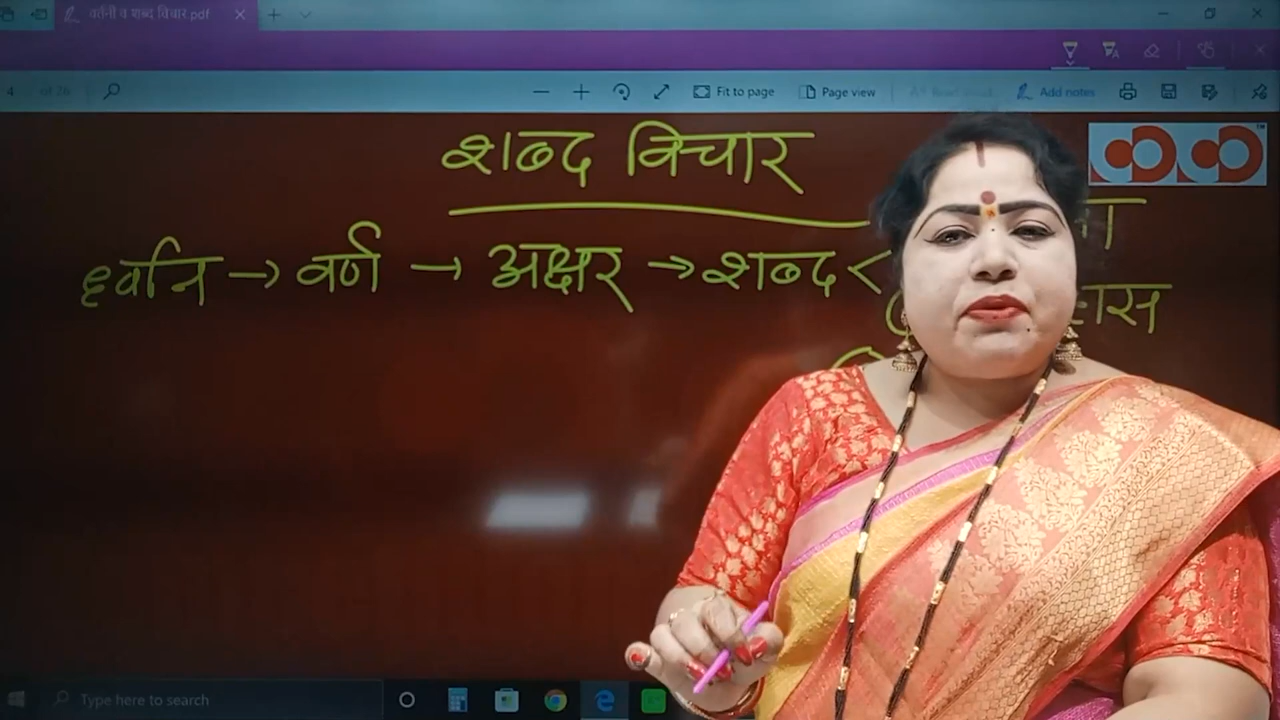 वर्तनी व शब्द विचार.pdf
4 of 26
Fit to page
Page view
Add notes
शब्द विचार
ध्वनि → वर्ण → अक्षर → शब्द <
Type here to search